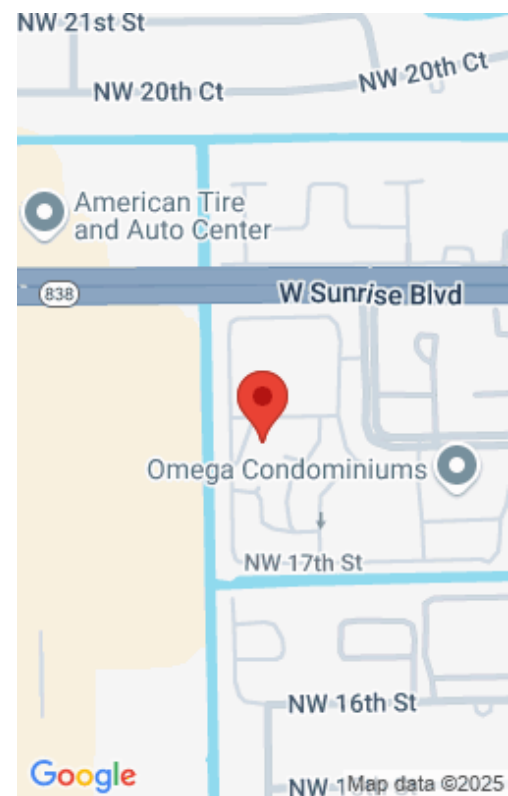 NW 21st St
NW 20th Ct
NW 20th Ct
American Tire
and Auto Center
838
W Sunrise Blvd
Omega Condominiums
NW 17th St
NW 16th St
Google
Map data ©2025